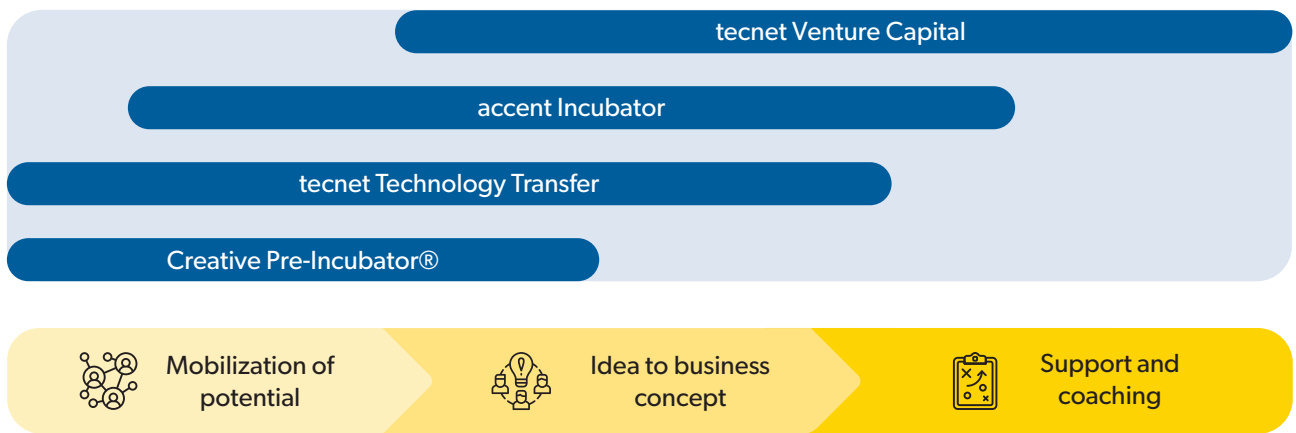 tecnet Venture Capital
accent Incubator
tecnet Technology Transfer
Creative Pre-Incubator®
Mobilization of
potential
Idea to business
concept
Support and
coaching